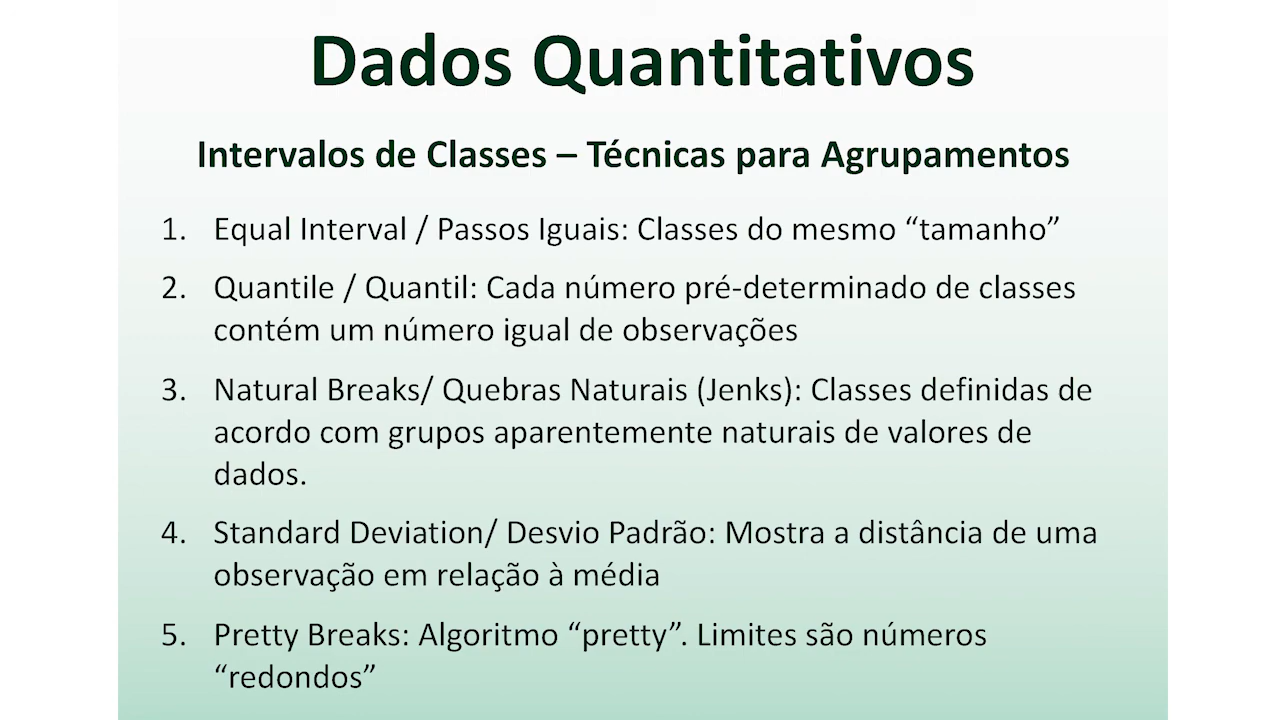 Dados Quantitativos
Intervalos de Classes – Técnicas para Agrupamentos
1. Equal Interval / Passos Iguais: Classes do mesmo “tamanho”
2. Quantile / Quantil: Cada número pré-determinado de classes
contém um número igual de observações
3. Natural Breaks/ Quebras Naturais (Jenks): Classes definidas de
acordo com grupos aparentemente naturais de valores de
dados.
4. Standard Deviation/ Desvio Padrão: Mostra a distância de uma
observação em relação à média
5. Pretty Breaks: Algoritmo “pretty”. Limites são números
“redondos”